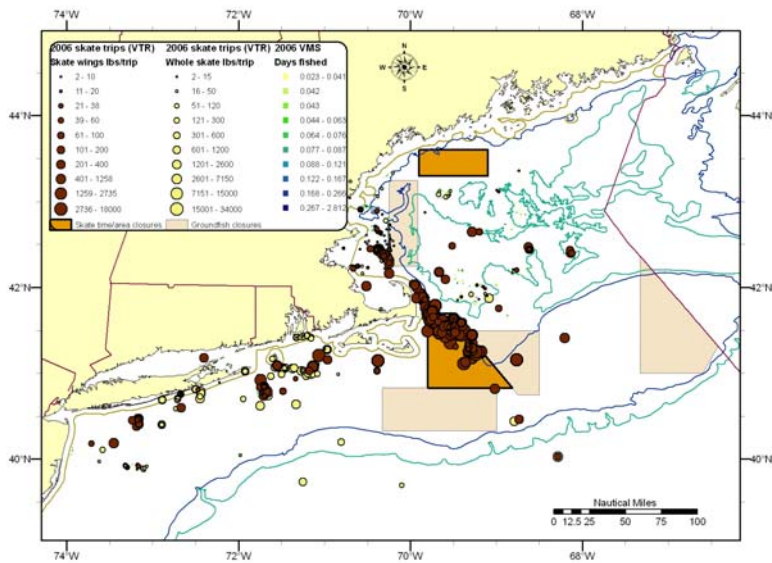 74°W 72°W 70°W 68°W
2006 skate trips (VTR) 2006 skate trips (VTR) 2006 VMS
Skate wings lbs/trip Whole skate lbs/trip Days fished
2 - 10 2 - 15 0.023 - 0.041
11 - 20 16 - 50 0.042
21 - 38 51 - 120 0.043
39 - 60 121 - 300 0.044 - 0.063
61 - 100 301 - 600 0.064 - 0.076
101 - 200 601 - 1200 0.077 - 0.087
201 - 400 1201 - 2600 0.088 - 0.121
401 - 1258 2601 - 7150 0.122 - 0.167
1259 - 2735 7151 - 15000 0.168 - 0.266
2736 - 18000 15001 - 34000 0.267 - 2.812
Skate time/area closures Groundfish closures
N
W E
S
44°N 44°N
42°N 42°N
40°N 40°N
Nautical Miles
0 12.5 25 50 75 100
74°W 72°W 70°W 68°W